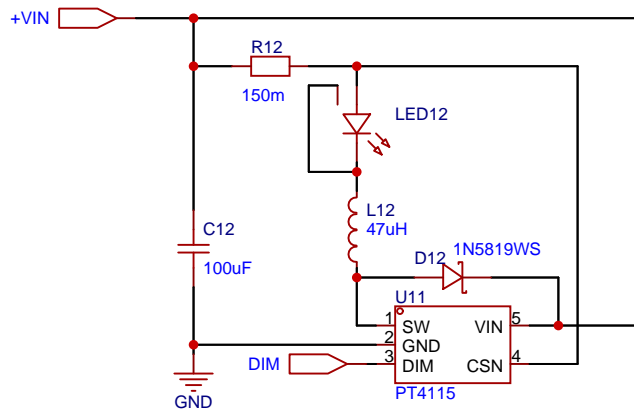 +VIN
R12
150m
LED12
L12
47uH
C12
100uF
D12
1N5819WS
U11
1 SW VIN 5
2 GND
3 DIM CSN 4
DIM
PT4115
GND